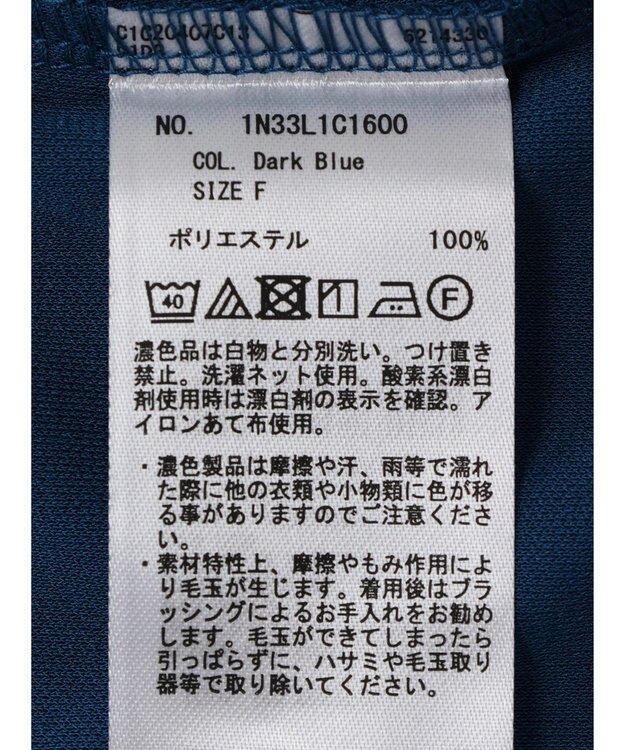 C1C2C4C7C13
NO. 1N33L1C1600
COL. Dark Blue
SIZE F
ポリエステル 100%
40 F
濃色品は白物と分別洗い。つけ置き
禁止。洗濯ネット使用。酸素系漂白
剤使用時は漂白剤の表示を確認。ア
イロンあて布使用。
・濃色製品は摩擦や汗、雨等で濡れ
た際に他の衣類や小物類に色が移
る事がありますのでご注意くださ
い。
・素材特性上、摩擦やもみ作用によ
り毛玉が生じます。着用後はブラ
ッシングによるお手入れをお勧め
します。毛玉ができてしまったら
引っぱらずに、ハサミや毛玉取り
器等で取り除いてください。